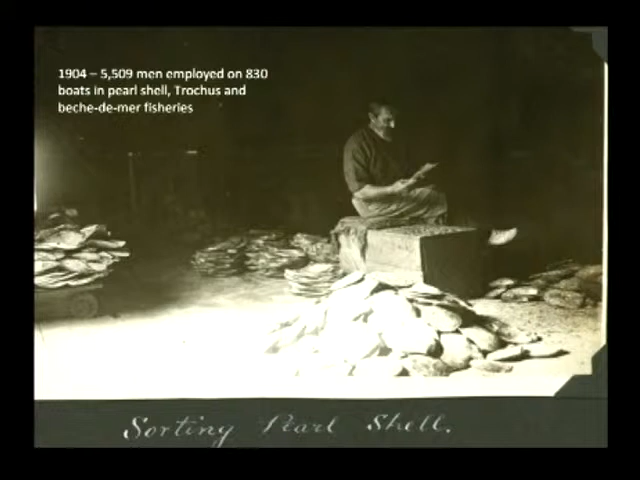 1904 – 5,509 men employed on 830
boats in pearl shell, Trochus and
beche-de-mer fisheries
Sorting Pearl Shell.